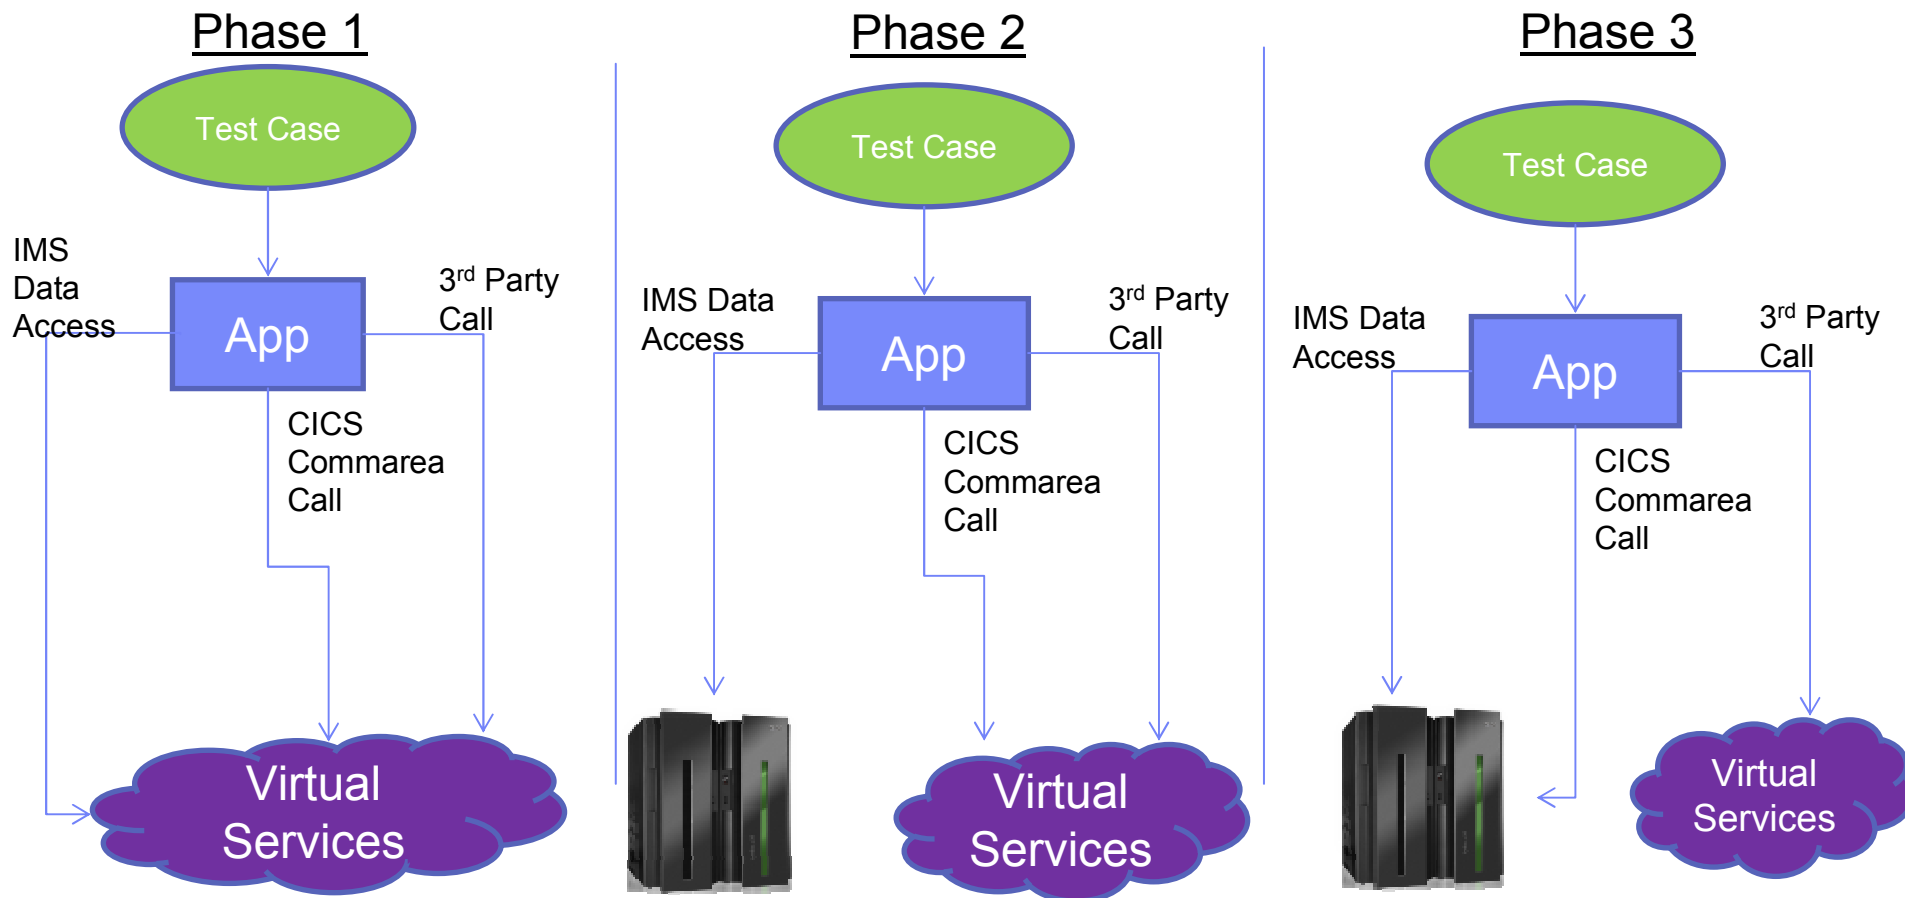 Phase 1
Test Case
IMS
Data
Access
App
3rd Party
Call
CICS
Commarea
Call
Virtual
Services
Phase 2
Test Case
IMS Data
Access
App
3rd Party
Call
CICS
Commarea
Call
Virtual
Services
Phase 3
Test Case
IMS Data
Access
App
3rd Party
Call
CICS
Commarea
Call
Virtual
Services